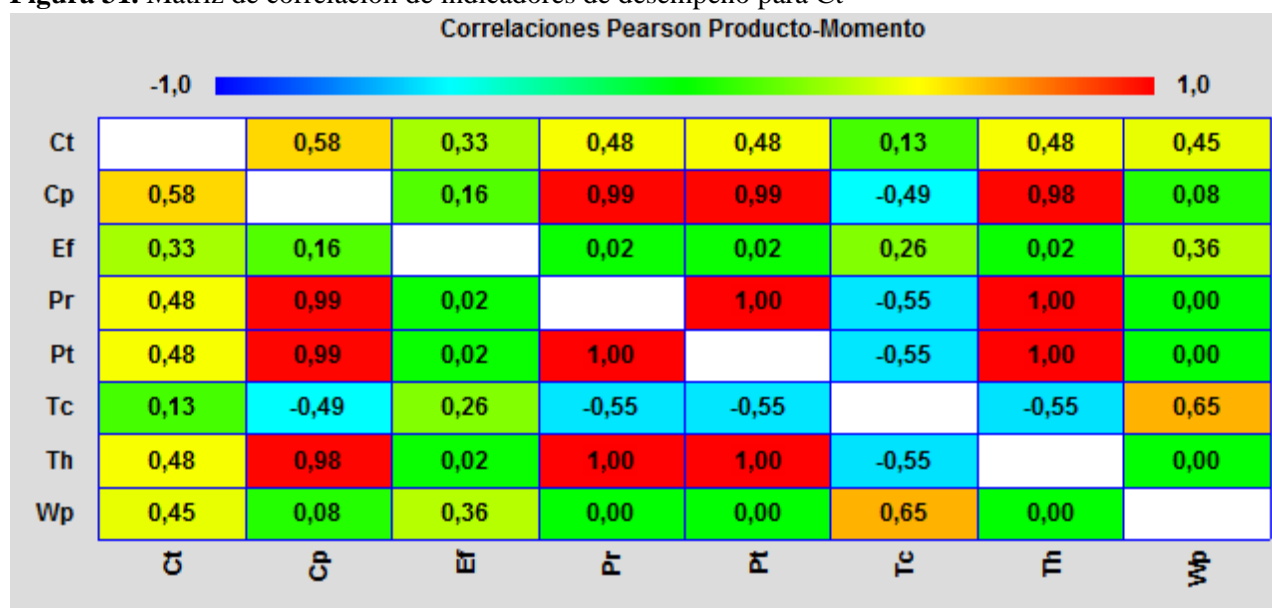 Figura 31. Matriz de correlación de indicadores de desempeño para Ct
Correlaciones Pearson Producto-Momento
-1,0 1,0
Ct 0,58 0,33 0,48 0,48 0,13 0,48 0,45
Cp 0,58 0,16 0,99 0,99 -0,49 0,98 0,08
Ef 0,33 0,16 0,02 0,02 0,26 0,02 0,36
Pr 0,48 0,99 0,02 1,00 -0,55 1,00 0,00
Pt 0,48 0,99 0,02 1,00 -0,55 1,00 0,00
Tc 0,13 -0,49 0,26 -0,55 -0,55 -0,55 0,65
Th 0,48 0,98 0,02 1,00 1,00 -0,55 0,00
Wp 0,45 0,08 0,36 0,00 0,00 0,65 0,00
Ct Cp Ef Pr Pt Tc Th Wp